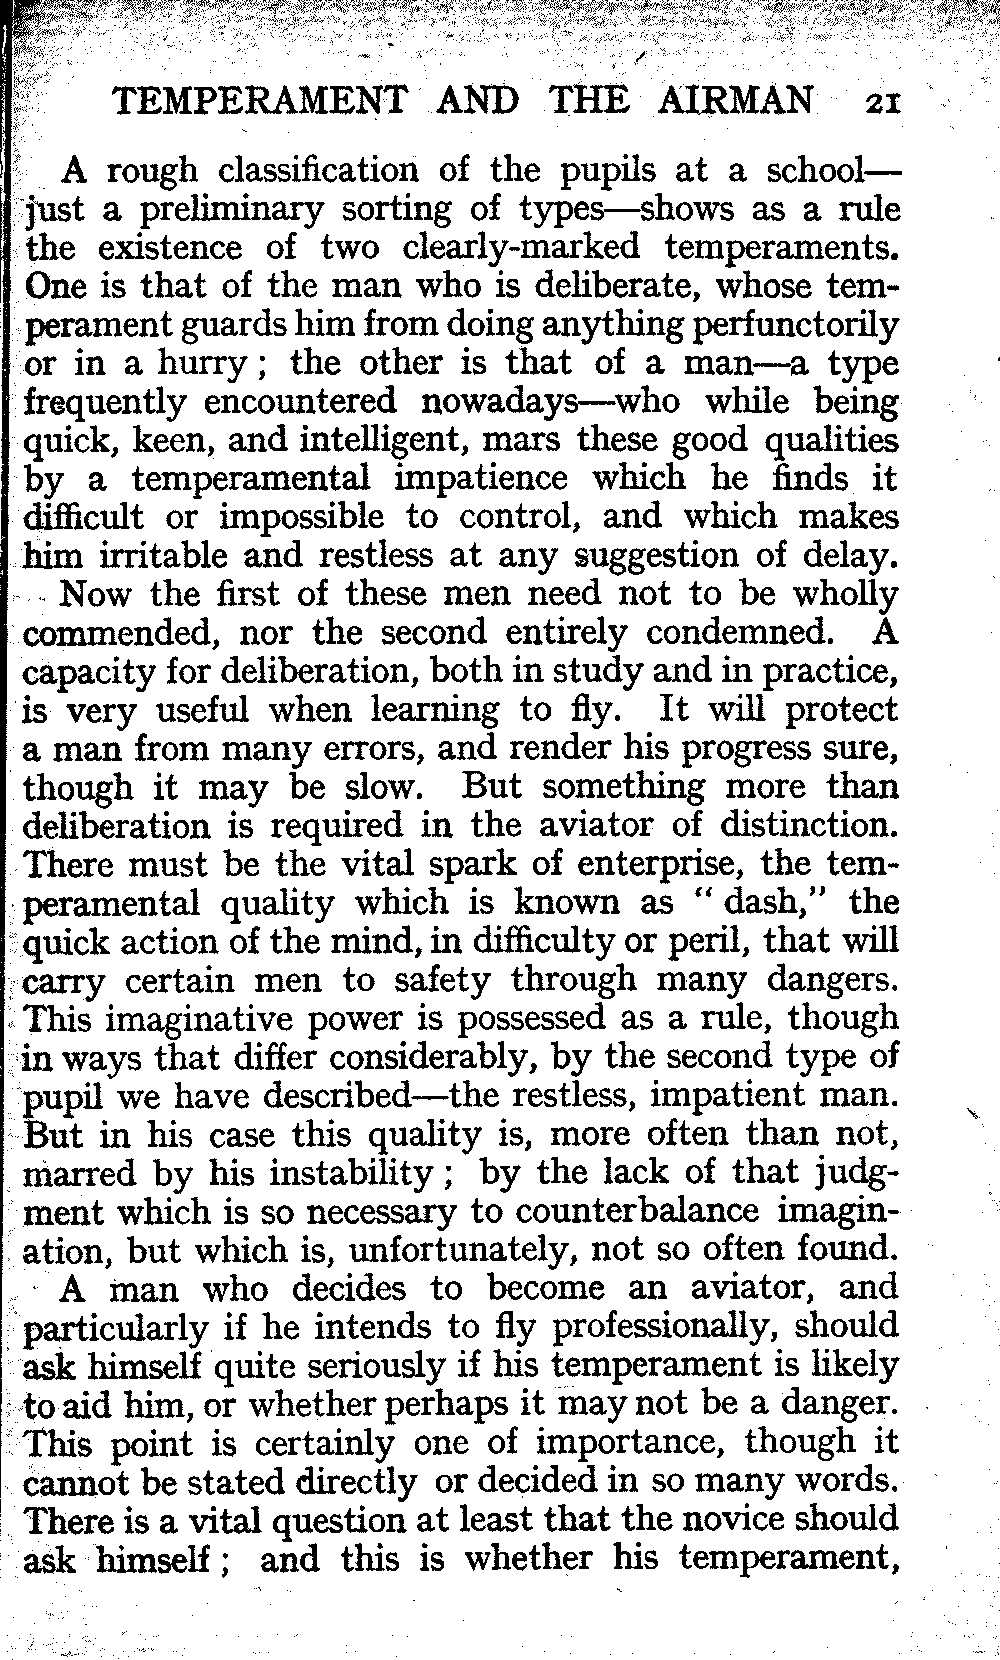 TEMPERAMENT AND THE AIRMAN 21
A rough classification of the pupils at a school—
just a preliminary sorting of types—shows as a rule
the existence of two clearly-marked temperaments.
One is that of the man who is deliberate, whose tem-
perament guards him from doing anything perfunctorily
or in a hurry ; the other is that of a man—a type
frequently encountered nowadays—who while being
quick, keen, and intelligent, mars these good qualities
by a temperamental impatience which he finds it
difficult or impossible to control, and which makes
him irritable and restless at any suggestion of delay.
Now the first of these men need not to be wholly
commended, nor the second entirely condemned. A
capacity for deliberation, both in study and in practice,
is very useful when learning to fly. It will protect
a man from many errors, and render his progress sure,
though it may be slow. But something more than
deliberation is required in the aviator of distinction.
There must be the vital spark of enterprise, the tem-
peramental quality which is known as “ dash,” the
quick action of the mind, in difficulty or peril, that will
carry certain men to safety through many dangers.
This imaginative power is possessed as a rule, though
in ways that differ considerably, by the second type of
pupil we have described—the restless, impatient man.
But in his case this quality is, more often than not,
marred by his instability ; by the lack of that judg-
ment which is so necessary to counterbalance imagin-
ation, but which is, unfortunately, not so often found.
A man who decides to become an aviator, and
particularly if he intends to fly professionally, should
ask himself quite seriously if his temperament is likely
to aid him, or whether perhaps it may not be a danger.
This point is certainly one of importance, though it
cannot be stated directly or decided in so many words.
There is a vital question at least that the novice should
ask himself ; and this is whether his temperament,